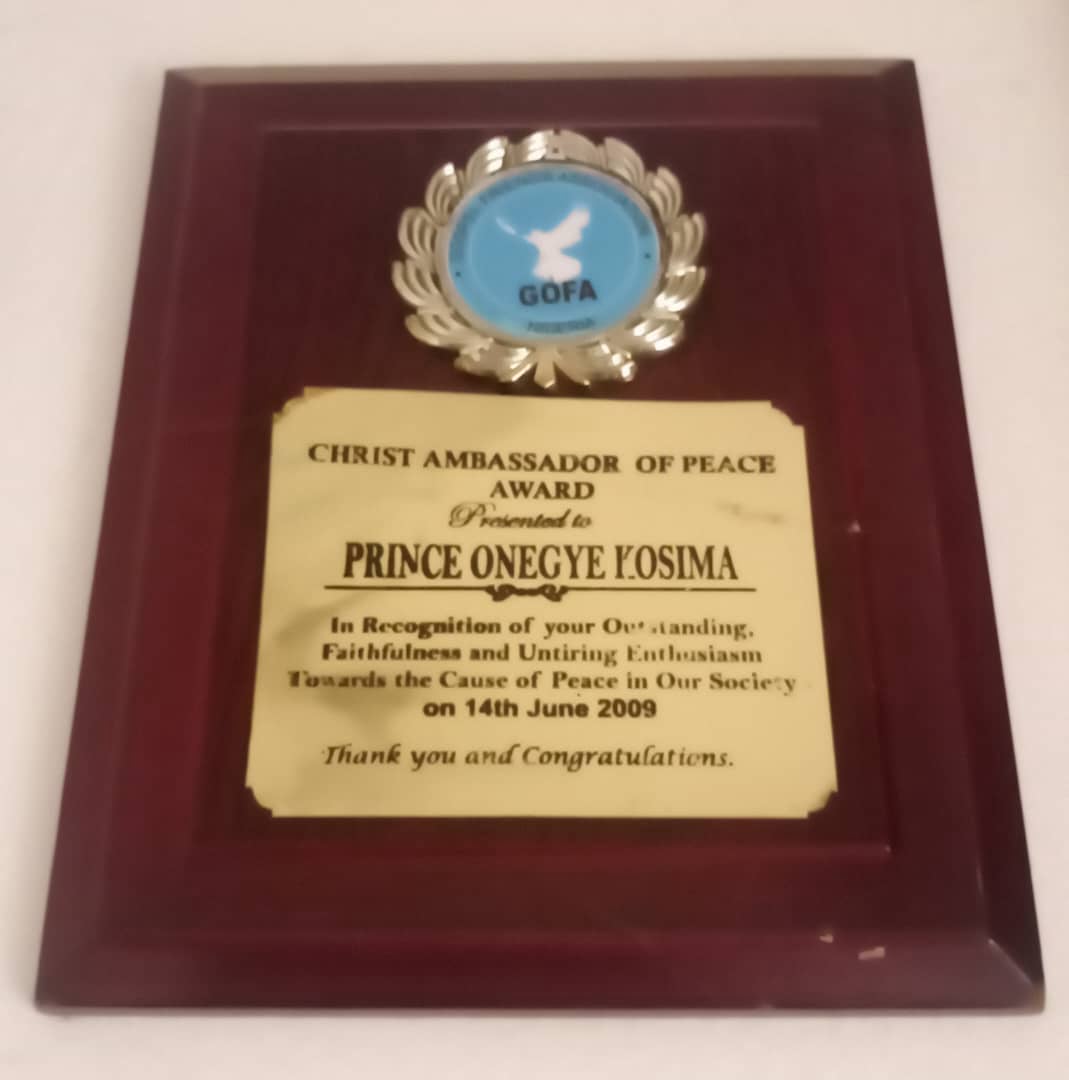 GOFA
NIGERIA
CHRIST AMBASSADOR OF PEACE
AWARD
Presented to
PRINCE ONEGYE KOSIMA
In Recognition of your Outstanding,
Faithfulness and Untiring Enthusiasm
Towards the Cause of Peace in Our Society
on 14th June 2009
Thank you and Congratulations.